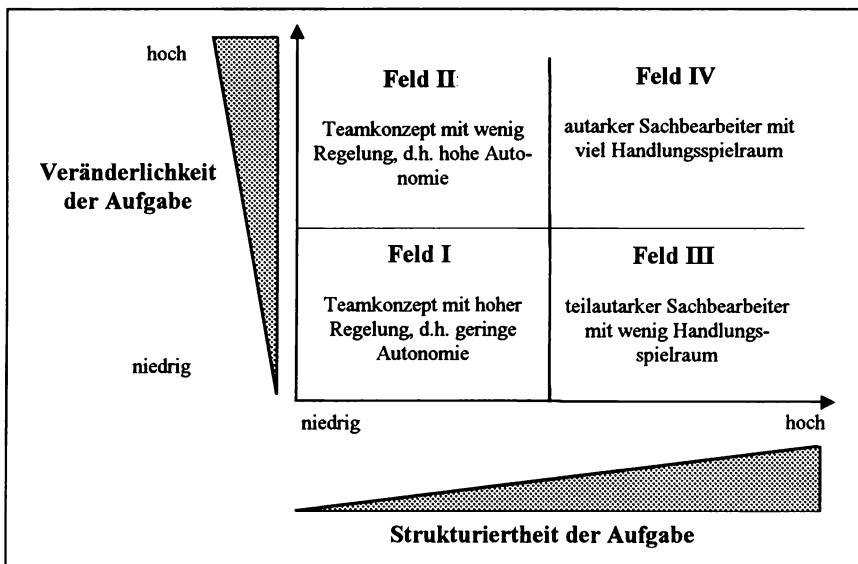 hoch
Veränderlichkeit
der Aufgabe
niedrig
Feld II
Teamkonzept mit wenig
Regelung, d.h. hohe Auto-
nomie
Feld IV
autarker Sachbearbeiter mit
viel Handlungsspielraum
Feld I
Teamkonzept mit hoher
Regelung, d.h. geringe
Autonomie
Feld III
teilautarker Sachbearbeiter
mit wenig Handlungs-
spielraum
niedrig
hoch
Strukturiertheit der Aufgabe